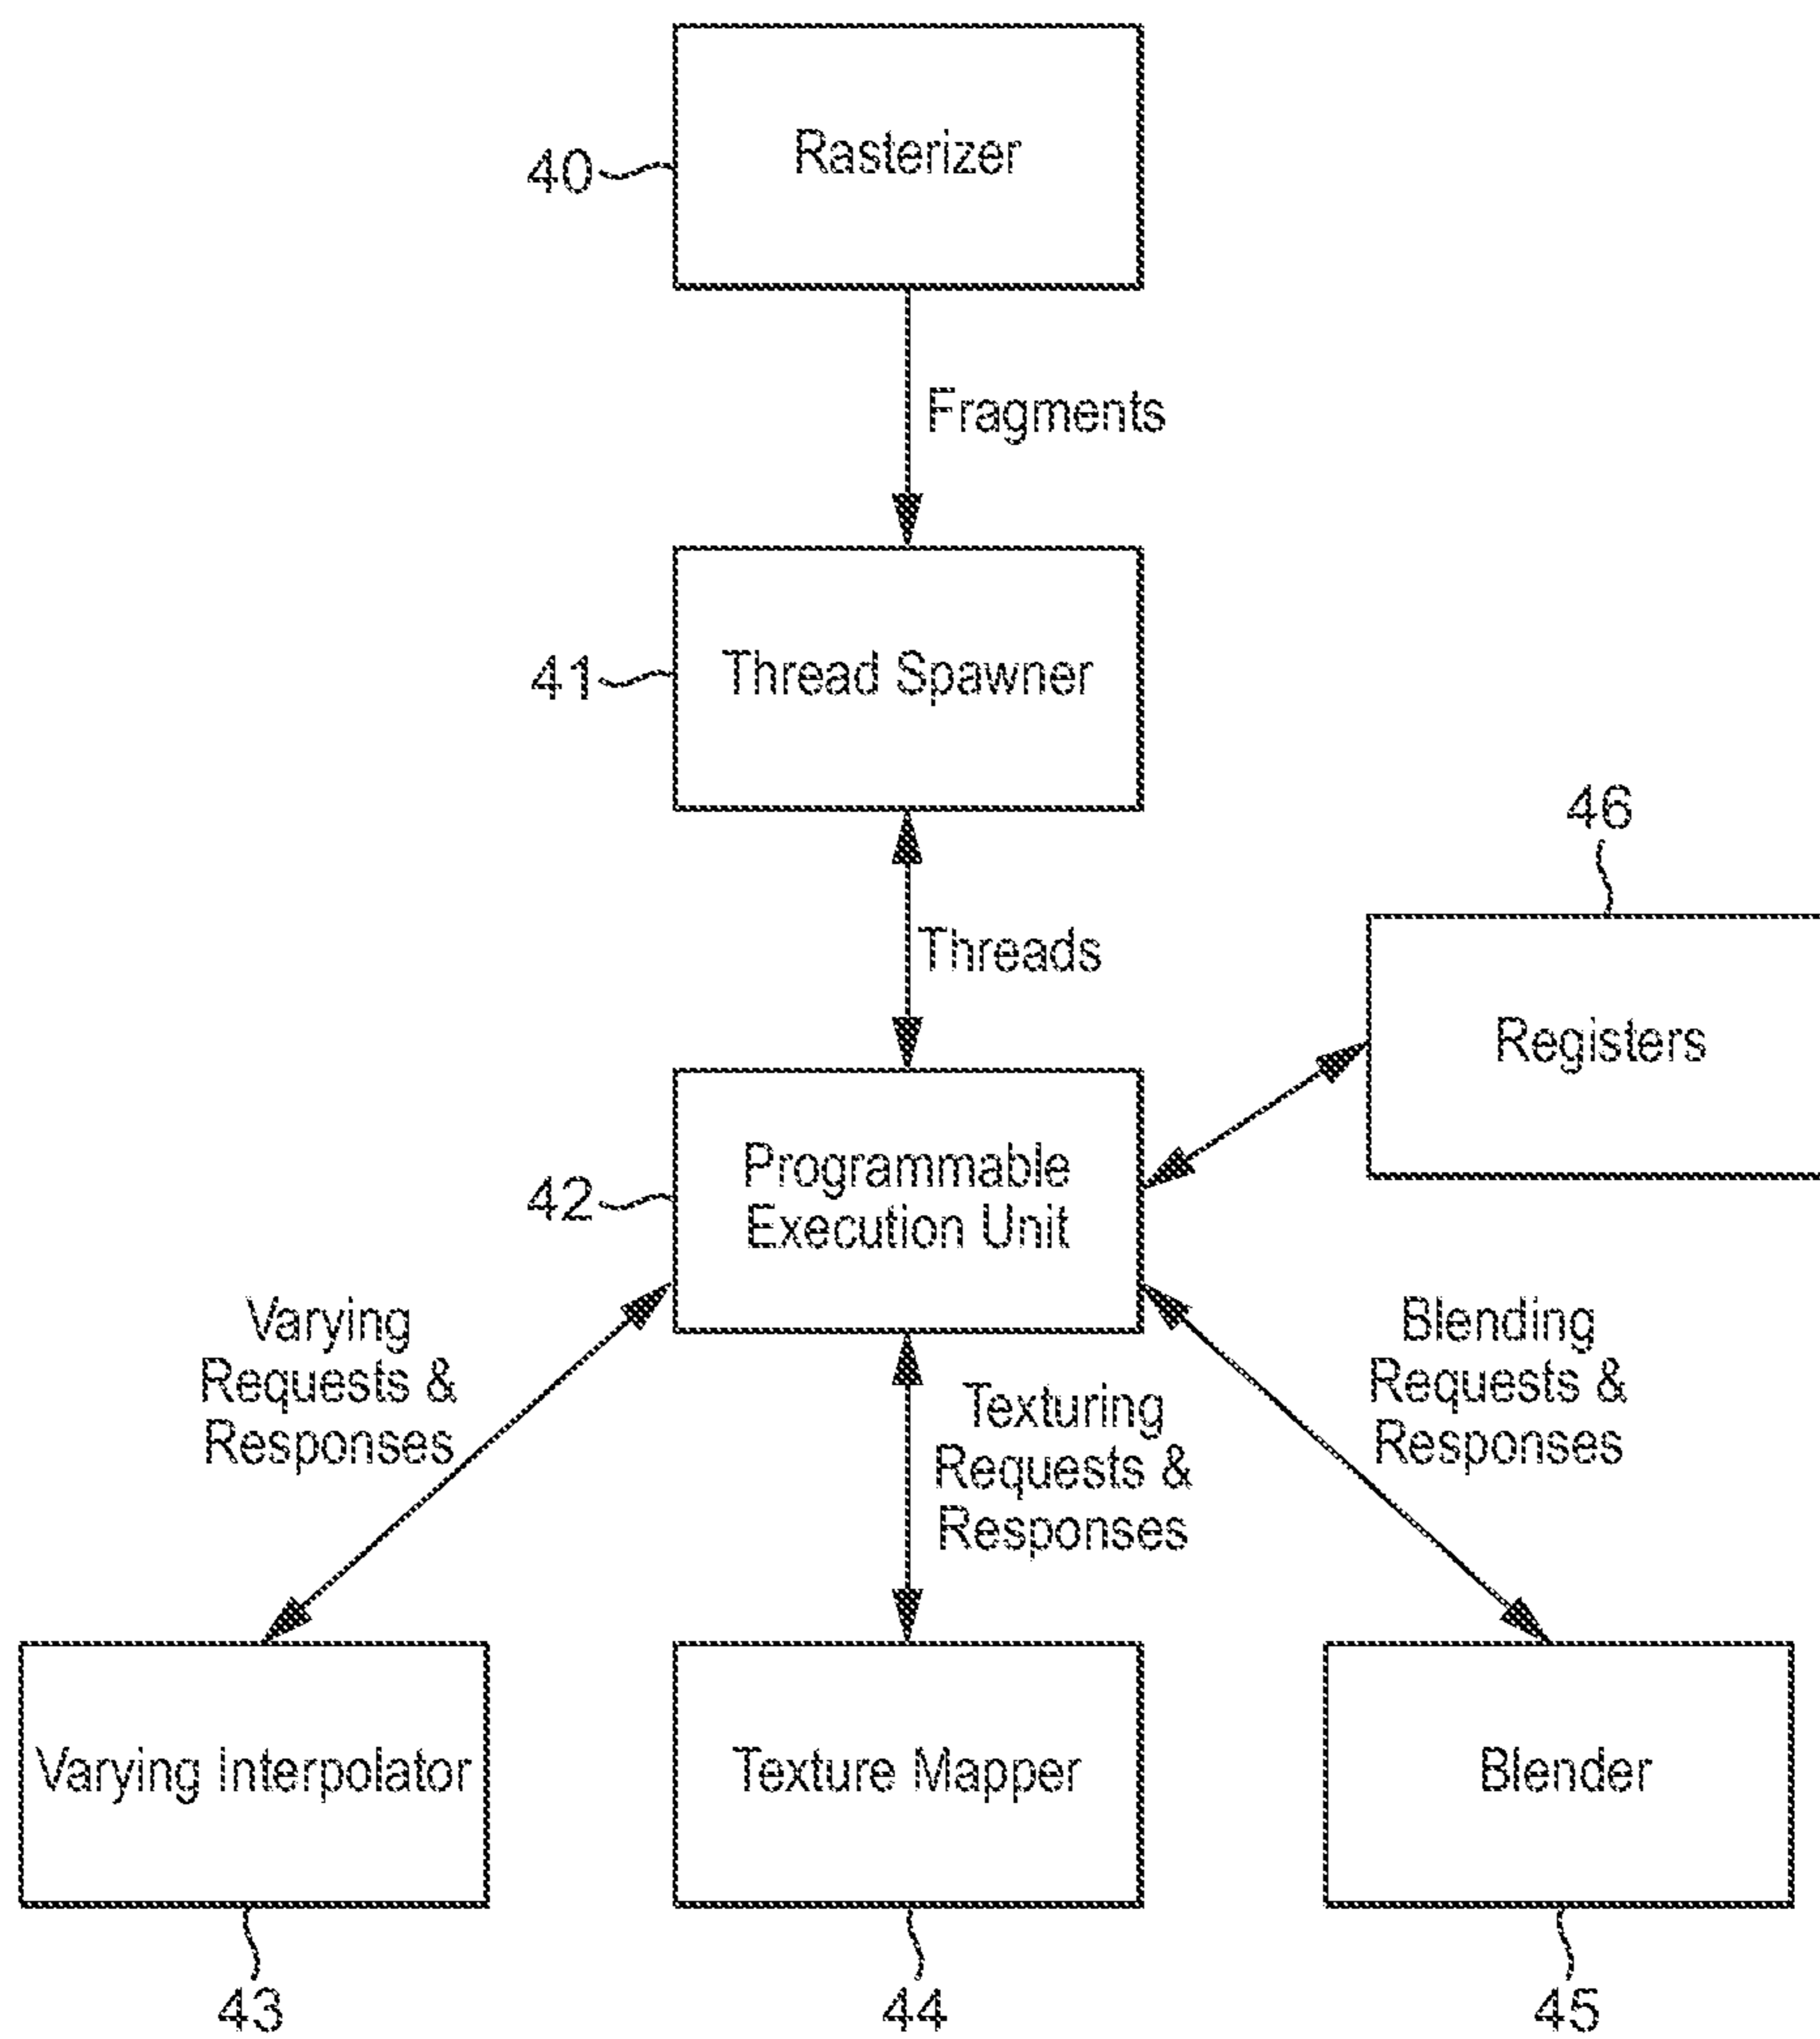 Rasterizer
40
Fragments
Thread Spawner
41
46
Threads
Registers
Programmable
Execution Unit
42
Varying
Requests &
Responses
Texturing
Requests &
Responses
Blending
Requests &
Responses
Varying Interpolator
Texture Mapper
Blender
43
44
45